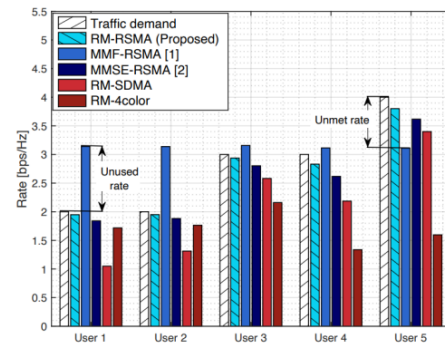 5.5
5
4.5
4
3.5
3
2.5
2
1.5
1
0.5
0
Rate [bps/Hz]
Traffic demand
RM-RSMA (Proposed)
MMF-RSMA [1]
MMSE-RSMA [2]
RM-SDMA
RM-4color
Unused
rate
Unmet rate
User 1
User 2
User 3
User 4
User 5